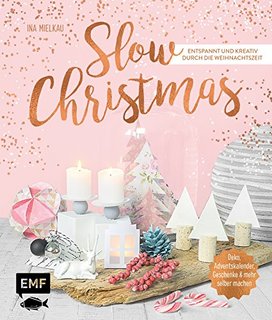 INA MIELKAU
Slow
ENTSPANNT UND KREATIV
DURCH DIE WEIHNACHTSZEIT
Christmas
Deko,
Adventskalender,
Geschenke & mehr
selber machen
EMF